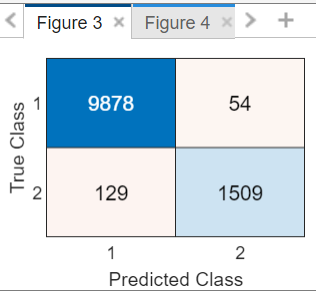 Figure 3 × Figure 4 ×
1 9878 54
True Class
2 129 1509
1 2
Predicted Class